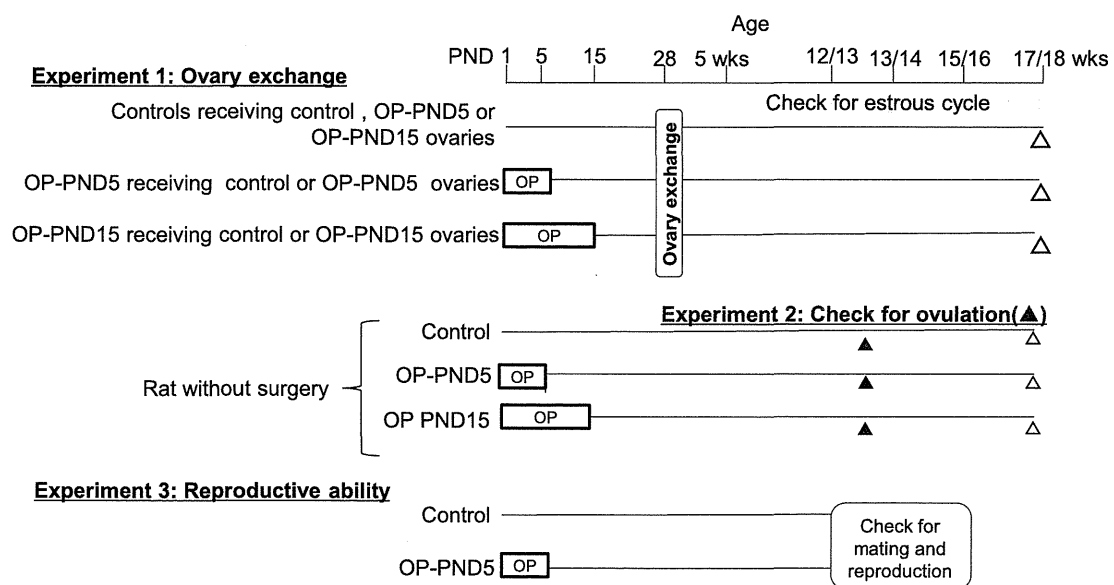 Age
PND 1 5 15 28 5 wks 12/13 13/14 15/16 17/18 wks
Experiment 1: Ovary exchange
Check for estrous cycle
Controls receiving control , OP-PND5 or
OP-PND15 ovaries
OP-PND5 receiving control or OP-PND5 ovaries
OP
OP-PND15 receiving control or OP-PND15 ovaries
OP
Ovary exchange
Experiment 2: Check for ovulation(▲)
Rat without surgery
Control
OP-PND5
OP
OP PND15
OP
Experiment 3: Reproductive ability
Control
OP-PND5
OP
Check for
mating and
reproduction